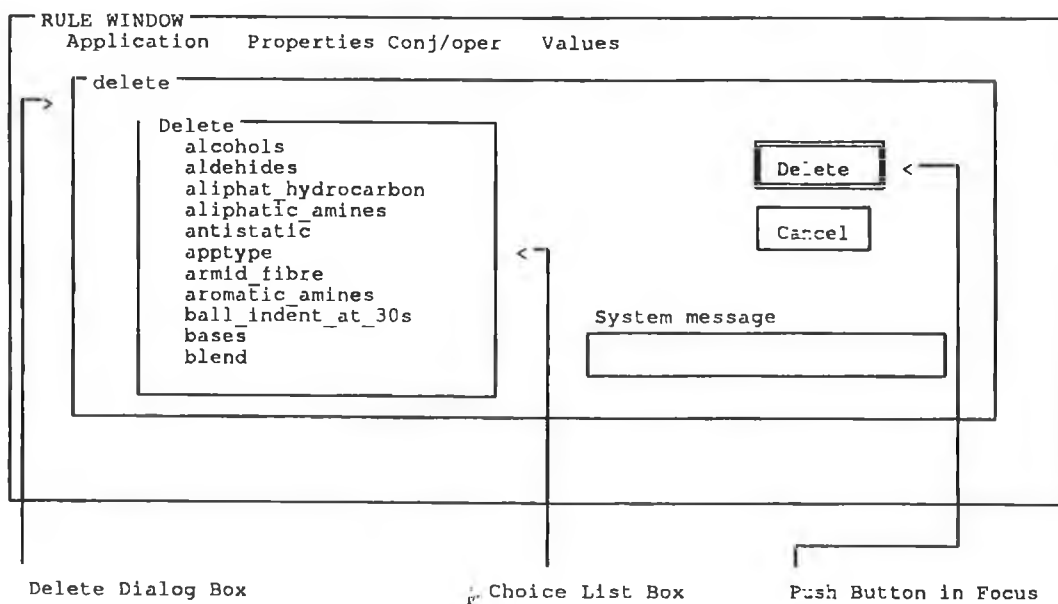 RULE WINDOW
Application Properties Conj/oper Values
delete
Delete
alcohols
aldehides
aliphat_hydrocarbon
aliphatic_amines
antistatic
apptype
armid_fibre
aromatic_amines
ball_indent_at_30s
bases
blend
Delete
Cancel
System message
Delete Dialog Box
Choice List Box
Push Button in Focus